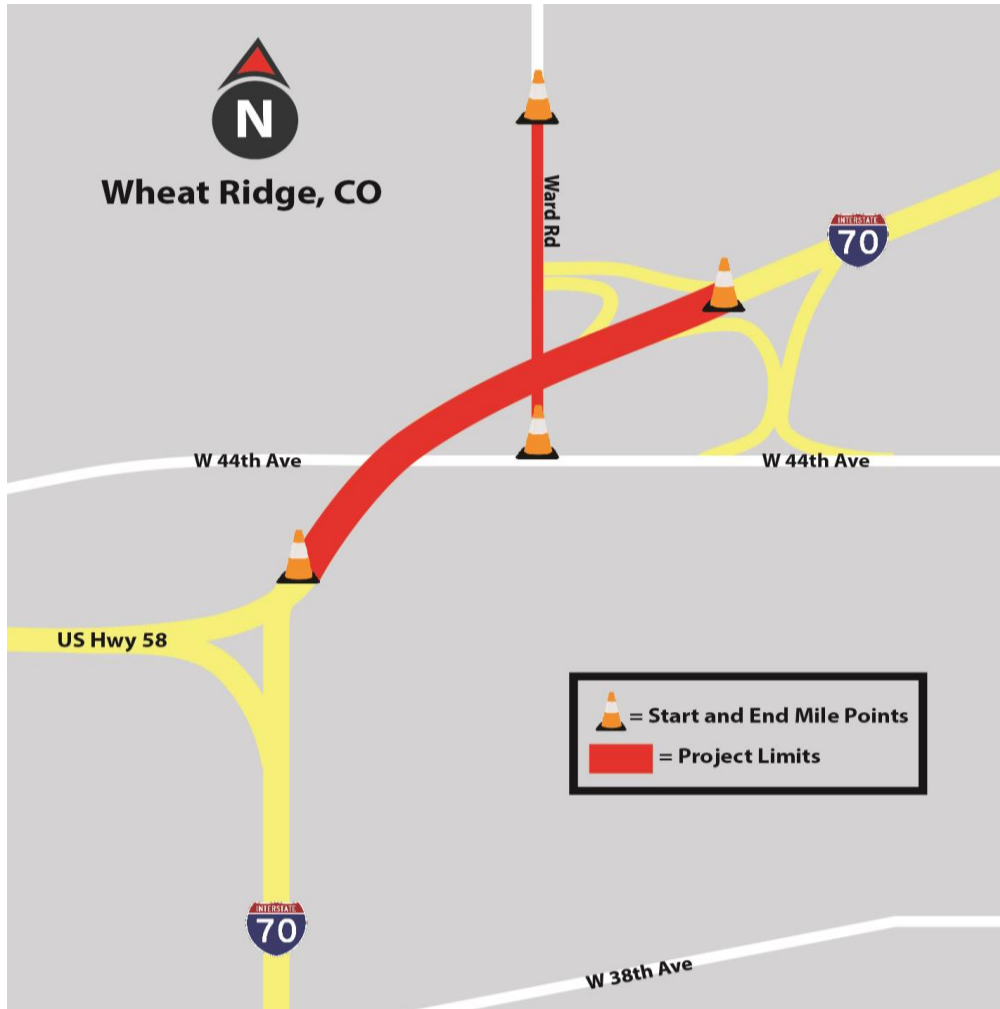 N
Wheat Ridge, CO
Ward Rd
INTERSTATE
70
W 44th Ave
W 44th Ave
US Hwy 58
= Start and End Mile Points
= Project Limits
INTERSTATE
70
W 38th Ave